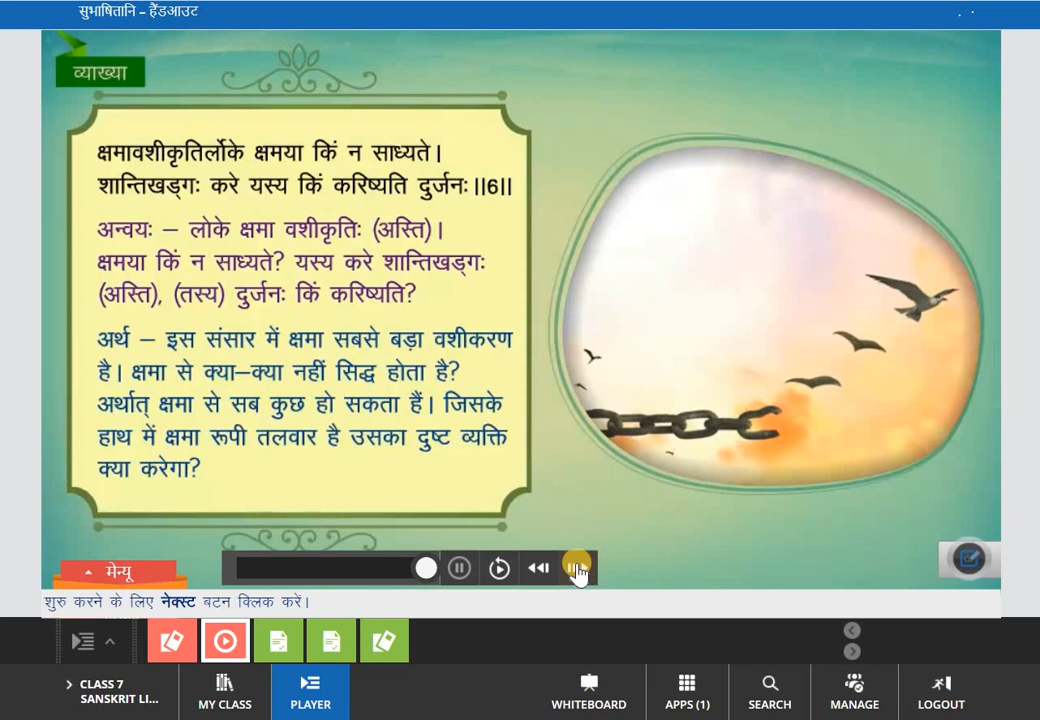 सुभाषितानि – हैंडआउट
व्याख्या
क्षमावशीकृतिर्लोके क्षमया किं न साध्यते।
शान्तिखड्गः करे यस्य किं करिष्यति दुर्जनः॥6॥
अन्वयः – लोके क्षमा वशीकृतिः (अस्ति)।
क्षमया किं न साध्यते? यस्य करे शान्तिखड्गः
(अस्ति), (तस्य) दुर्जनः किं करिष्यति?
अर्थ – इस संसार में क्षमा सबसे बड़ा वशीकरण
है। क्षमा से क्या–क्या नहीं सिद्ध होता है?
अर्थात् क्षमा से सब कुछ हो सकता हैं। जिसके
हाथ में क्षमा रूपी तलवार है उसका दुष्ट व्यक्ति
क्या करेगा?
मेन्यू
शुरु करने के लिए नेक्स्ट बटन क्लिक करें।
CLASS 7
SANSKRIT LI...
MY CLASS
PLAYER
WHITEBOARD
APPS (1)
SEARCH
MANAGE
LOGOUT